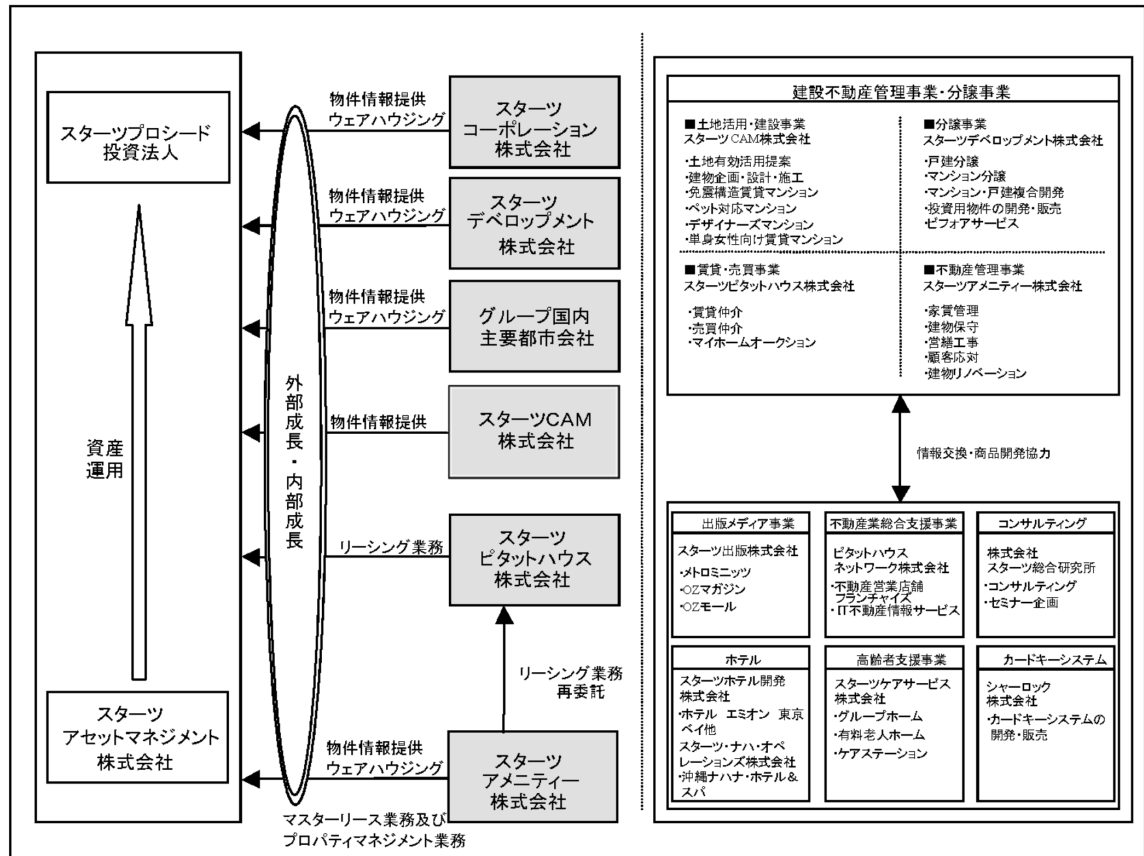 スターツプロシード
投資法人
資産
運用
スターツ
アセットマネジメント
株式会社
外部成長・内部成長
物件情報提供
ウェアハウジング
スターツ
コーポレーション
株式会社
物件情報提供
ウェアハウジング
スターツ
デベロップメント
株式会社
物件情報提供
ウェアハウジング
グループ国内
主要都市会社
物件情報提供
スターツCAM
株式会社
リーシング業務
スターツ
ピタットハウス
株式会社
リーシング業務
再委託
物件情報提供
ウェアハウジング
スターツ
アメニティー
株式会社
マスターリース業務及び
プロパティマネジメント業務
建設不動産管理事業・分譲事業
■土地活用・建設事業
スターツCAM株式会社
・土地有効活用提案
・建物企画・設計・施工
・免震構造賃貸マンション
・ペット対応マンション
・デザイナーズマンション
・単身女性向け賃貸マンション
■分譲事業
スターツデベロップメント株式会社
・戸建分譲
・マンション分譲
・マンション・戸建複合開発
・投資用物件の開発・販売
・ビフォアサービス
■賃貸・売買事業
スターツピタットハウス株式会社
・賃貸仲介
・売買仲介
・マイホームオークション
■不動産管理事業
スターツアメニティー株式会社
・家賃管理
・建物保守
・営繕工事
・顧客応対
・建物リノベーション
情報交換・商品開発協力
出版メディア事業
スターツ出版株式会社
・メトロミニッツ
・OZマガジン
・OZモール
不動産業総合支援事業
ピタットハウス
ネットワーク株式会社
・不動産営業店舗
フランチャイズ
・IT不動産情報サービス
コンサルティング
株式会社
スターツ総合研究所
・コンサルティング
・セミナー企画
ホテル
スターツホテル開発
株式会社
・ホテル エミオン 東京
ベイ他
スターツ・ナハ・オペ
レーションズ株式会社
・沖縄ナハナ・ホテル＆
スパ
高齢者支援事業
スターツケアサービス
株式会社
・グループホーム
・有料老人ホーム
・ケアステーション
カードキーシステム
シャーロック
株式会社
・カードキーシステムの
開発・販売